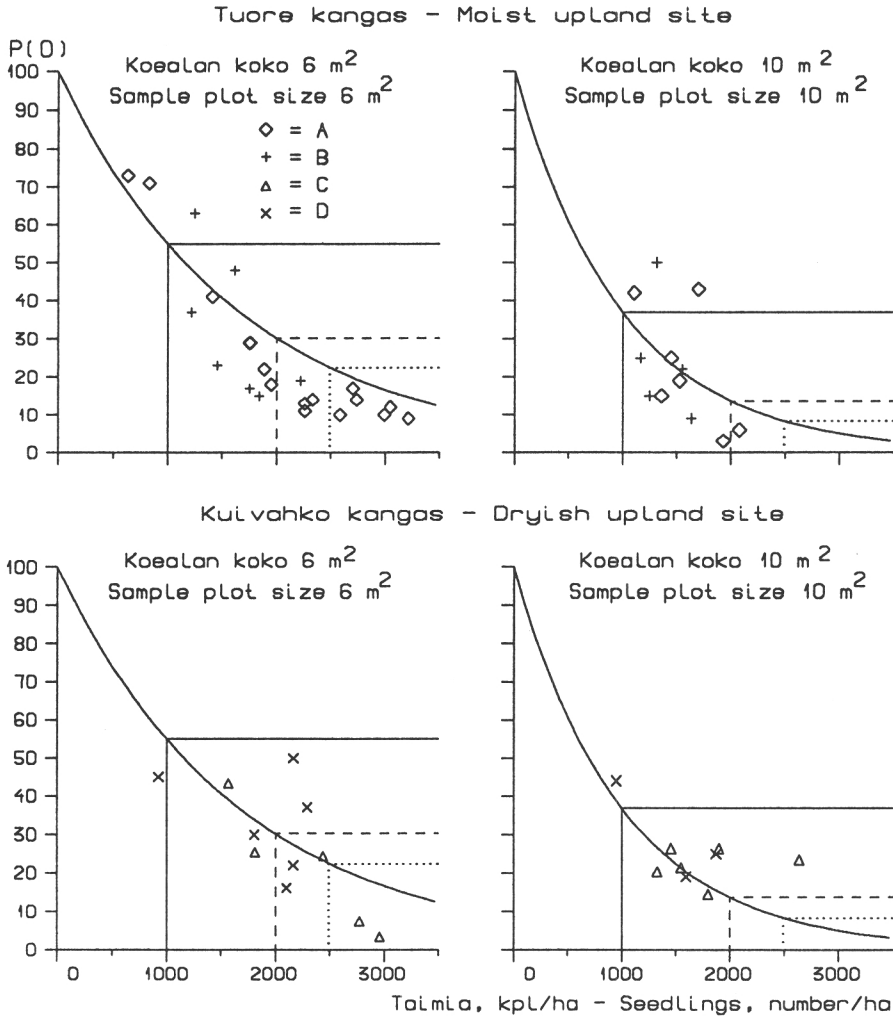 Tuore kangas - Moist upland site
P(0)
Koealan koko 6 m²
Sample plot size 6 m²
◇ = A
+ = B
△ = C
× = D
100
90
80
70
60
50
40
30
20
10
0
Koealan koko 10 m²
Sample plot size 10 m²
Kuivahko kangas - Dryish upland site
Koealan koko 6 m²
Sample plot size 6 m²
100
90
80
70
60
50
40
30
20
10
0
Koealan koko 10 m²
Sample plot size 10 m²
0 1000 2000 3000
0 1000 2000 3000
Taimia, kpl/ha - Seedlings, number/ha